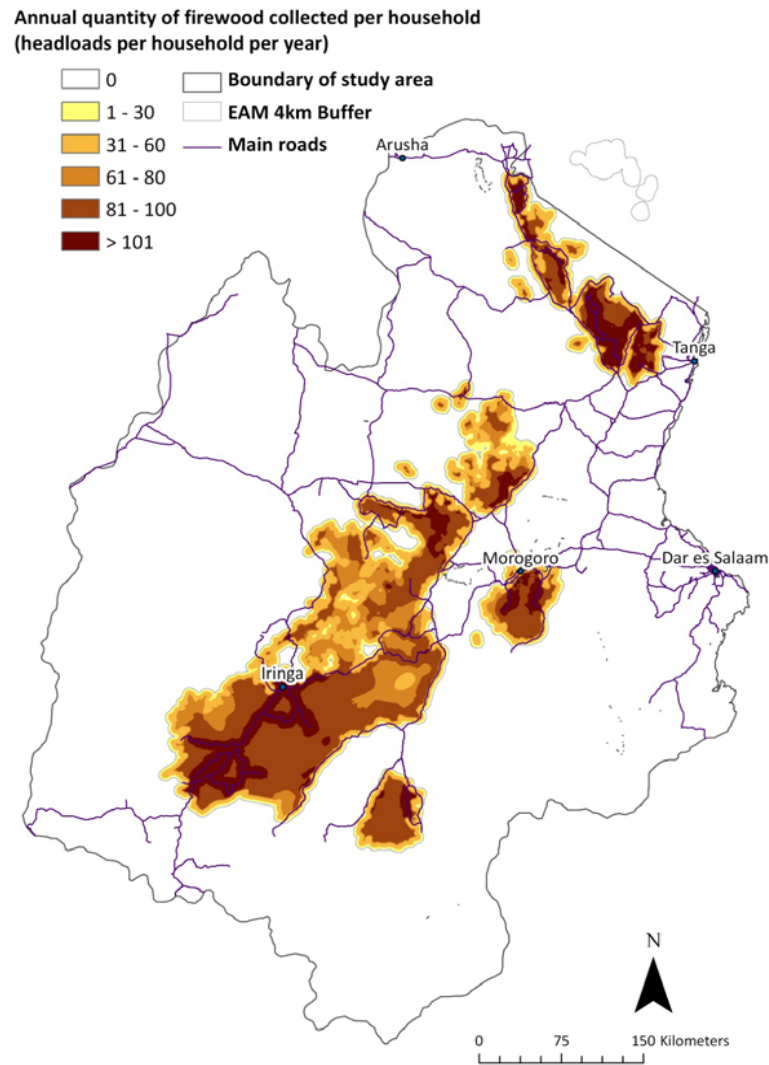 Annual quantity of firewood collected per household
(headloads per household per year)
0
Boundary of study area
1 - 30
EAM 4km Buffer
31 - 60
Main roads
61 - 80
81 - 100
> 101
Arusha
Tanga
Morogoro
Dar es Salaam
Iringa
N
0 75 150 Kilometers